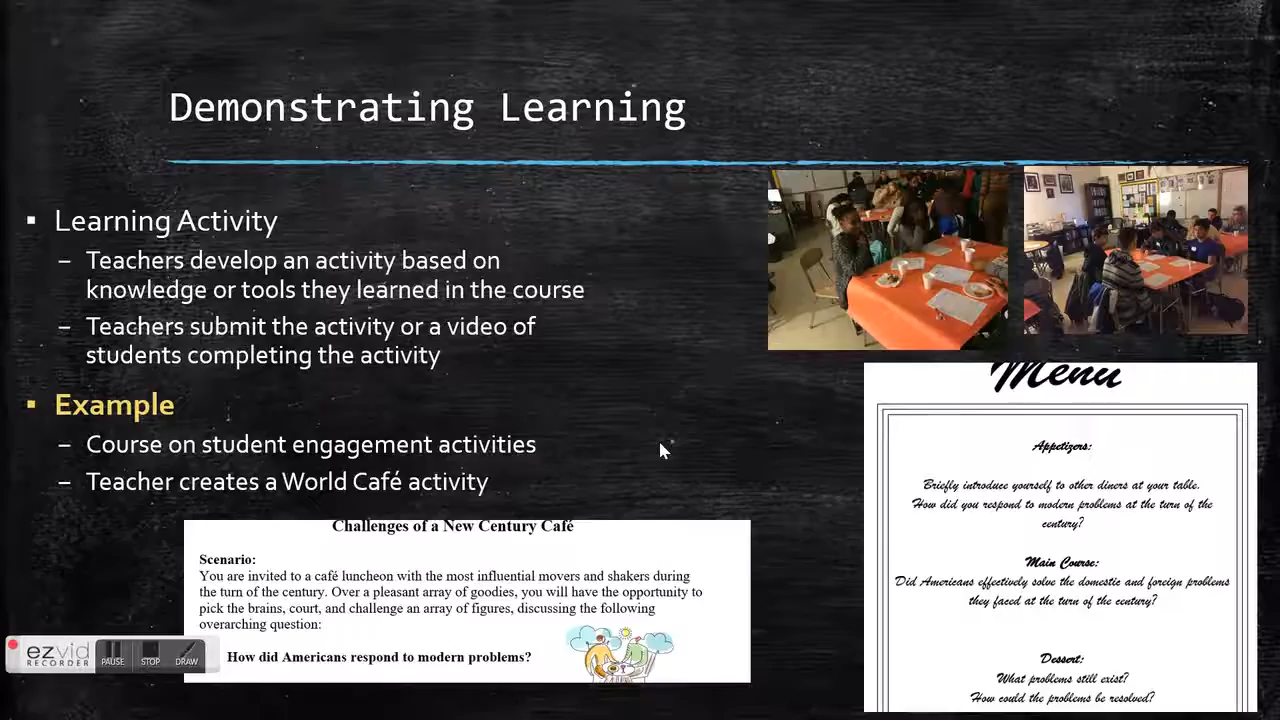 Demonstrating Learning
▪ Learning Activity
– Teachers develop an activity based on
knowledge or tools they learned in the course
– Teachers submit the activity or a video of
students completing the activity
▪ Example
– Course on student engagement activities
– Teacher creates a World Café activity
Challenges of a New Century Café
Scenario:
You are invited to a café luncheon with the most influential movers and shakers during
the turn of the century. Over a pleasant array of goodies, you will have the opportunity to
pick the brains, court, and challenge an array of figures, discussing the following
overarching question:
How did Americans respond to modern problems?
Menu
Appetizers:
Briefly introduce yourself to other diners at your table.
How did you respond to modern problems at the turn of the
century?
Main Course:
Did Americans effectively solve the domestic and foreign problems
they faced at the turn of the century?
Dessert:
What problems still exist?
How could the problems be resolved?
ezvid
RECORDER
PAUSE
STOP
DRAW